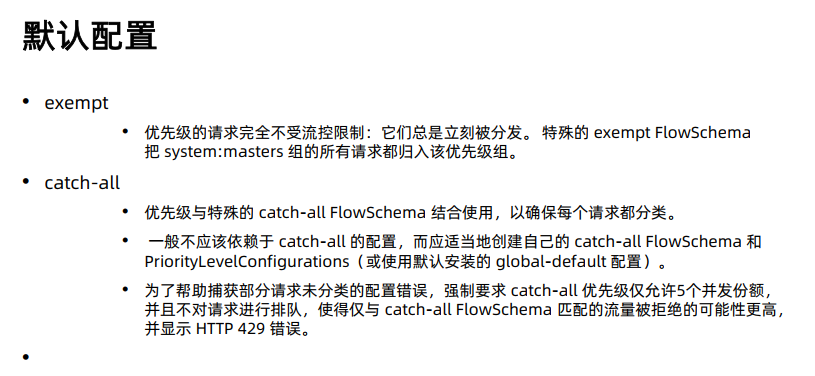 默认配置
• exempt
• 优先级的请求完全不受流控限制：它们总是立刻被分发。 特殊的 exempt FlowSchema
把 system:masters 组的所有请求都归入该优先级组。
• catch-all
• 优先级与特殊的 catch-all FlowSchema 结合使用，以确保每个请求都分类。
• 一般不应该依赖于 catch-all 的配置，而应适当地创建自己的 catch-all FlowSchema 和
PriorityLevelConfigurations（或使用默认安装的 global-default 配置）。
• 为了帮助捕获部分请求未分类的配置错误，强制要求 catch-all 优先级仅允许5个并发份额，
并且不对请求进行排队，使得仅与 catch-all FlowSchema 匹配的流量被拒绝的可能性更高，
并显示 HTTP 429 错误。
•